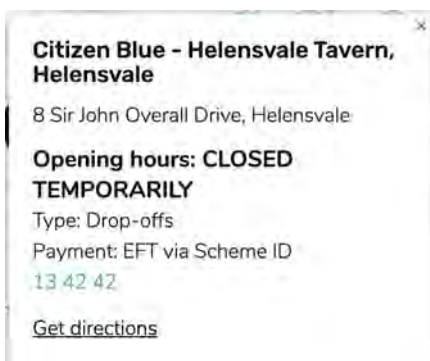 ×
Citizen Blue - Helensvale Tavern,
Helensvale
8 Sir John Overall Drive, Helensvale
Opening hours: CLOSED
TEMPORARILY
Type: Drop-offs
Payment: EFT via Scheme ID
13 42 42
Get directions